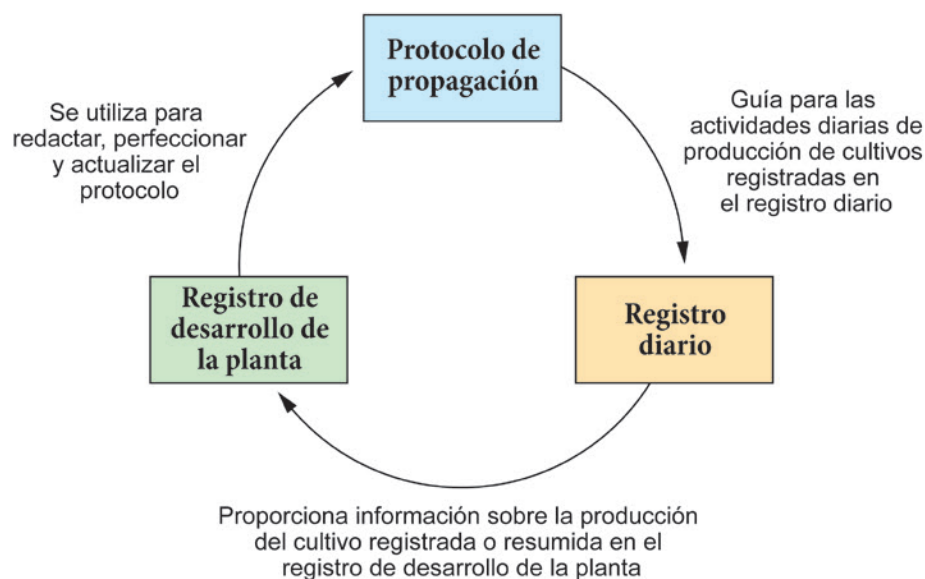 Protocolo de
propagación
Se utiliza para
redactar, perfeccionar
y actualizar el
protocolo
Guía para las
actividades diarias de
producción de cultivos
registradas en
el registro diario
Registro de
desarrollo de
la planta
Registro
diario
Proporciona información sobre la producción
del cultivo registrada o resumida en el
registro de desarrollo de la planta